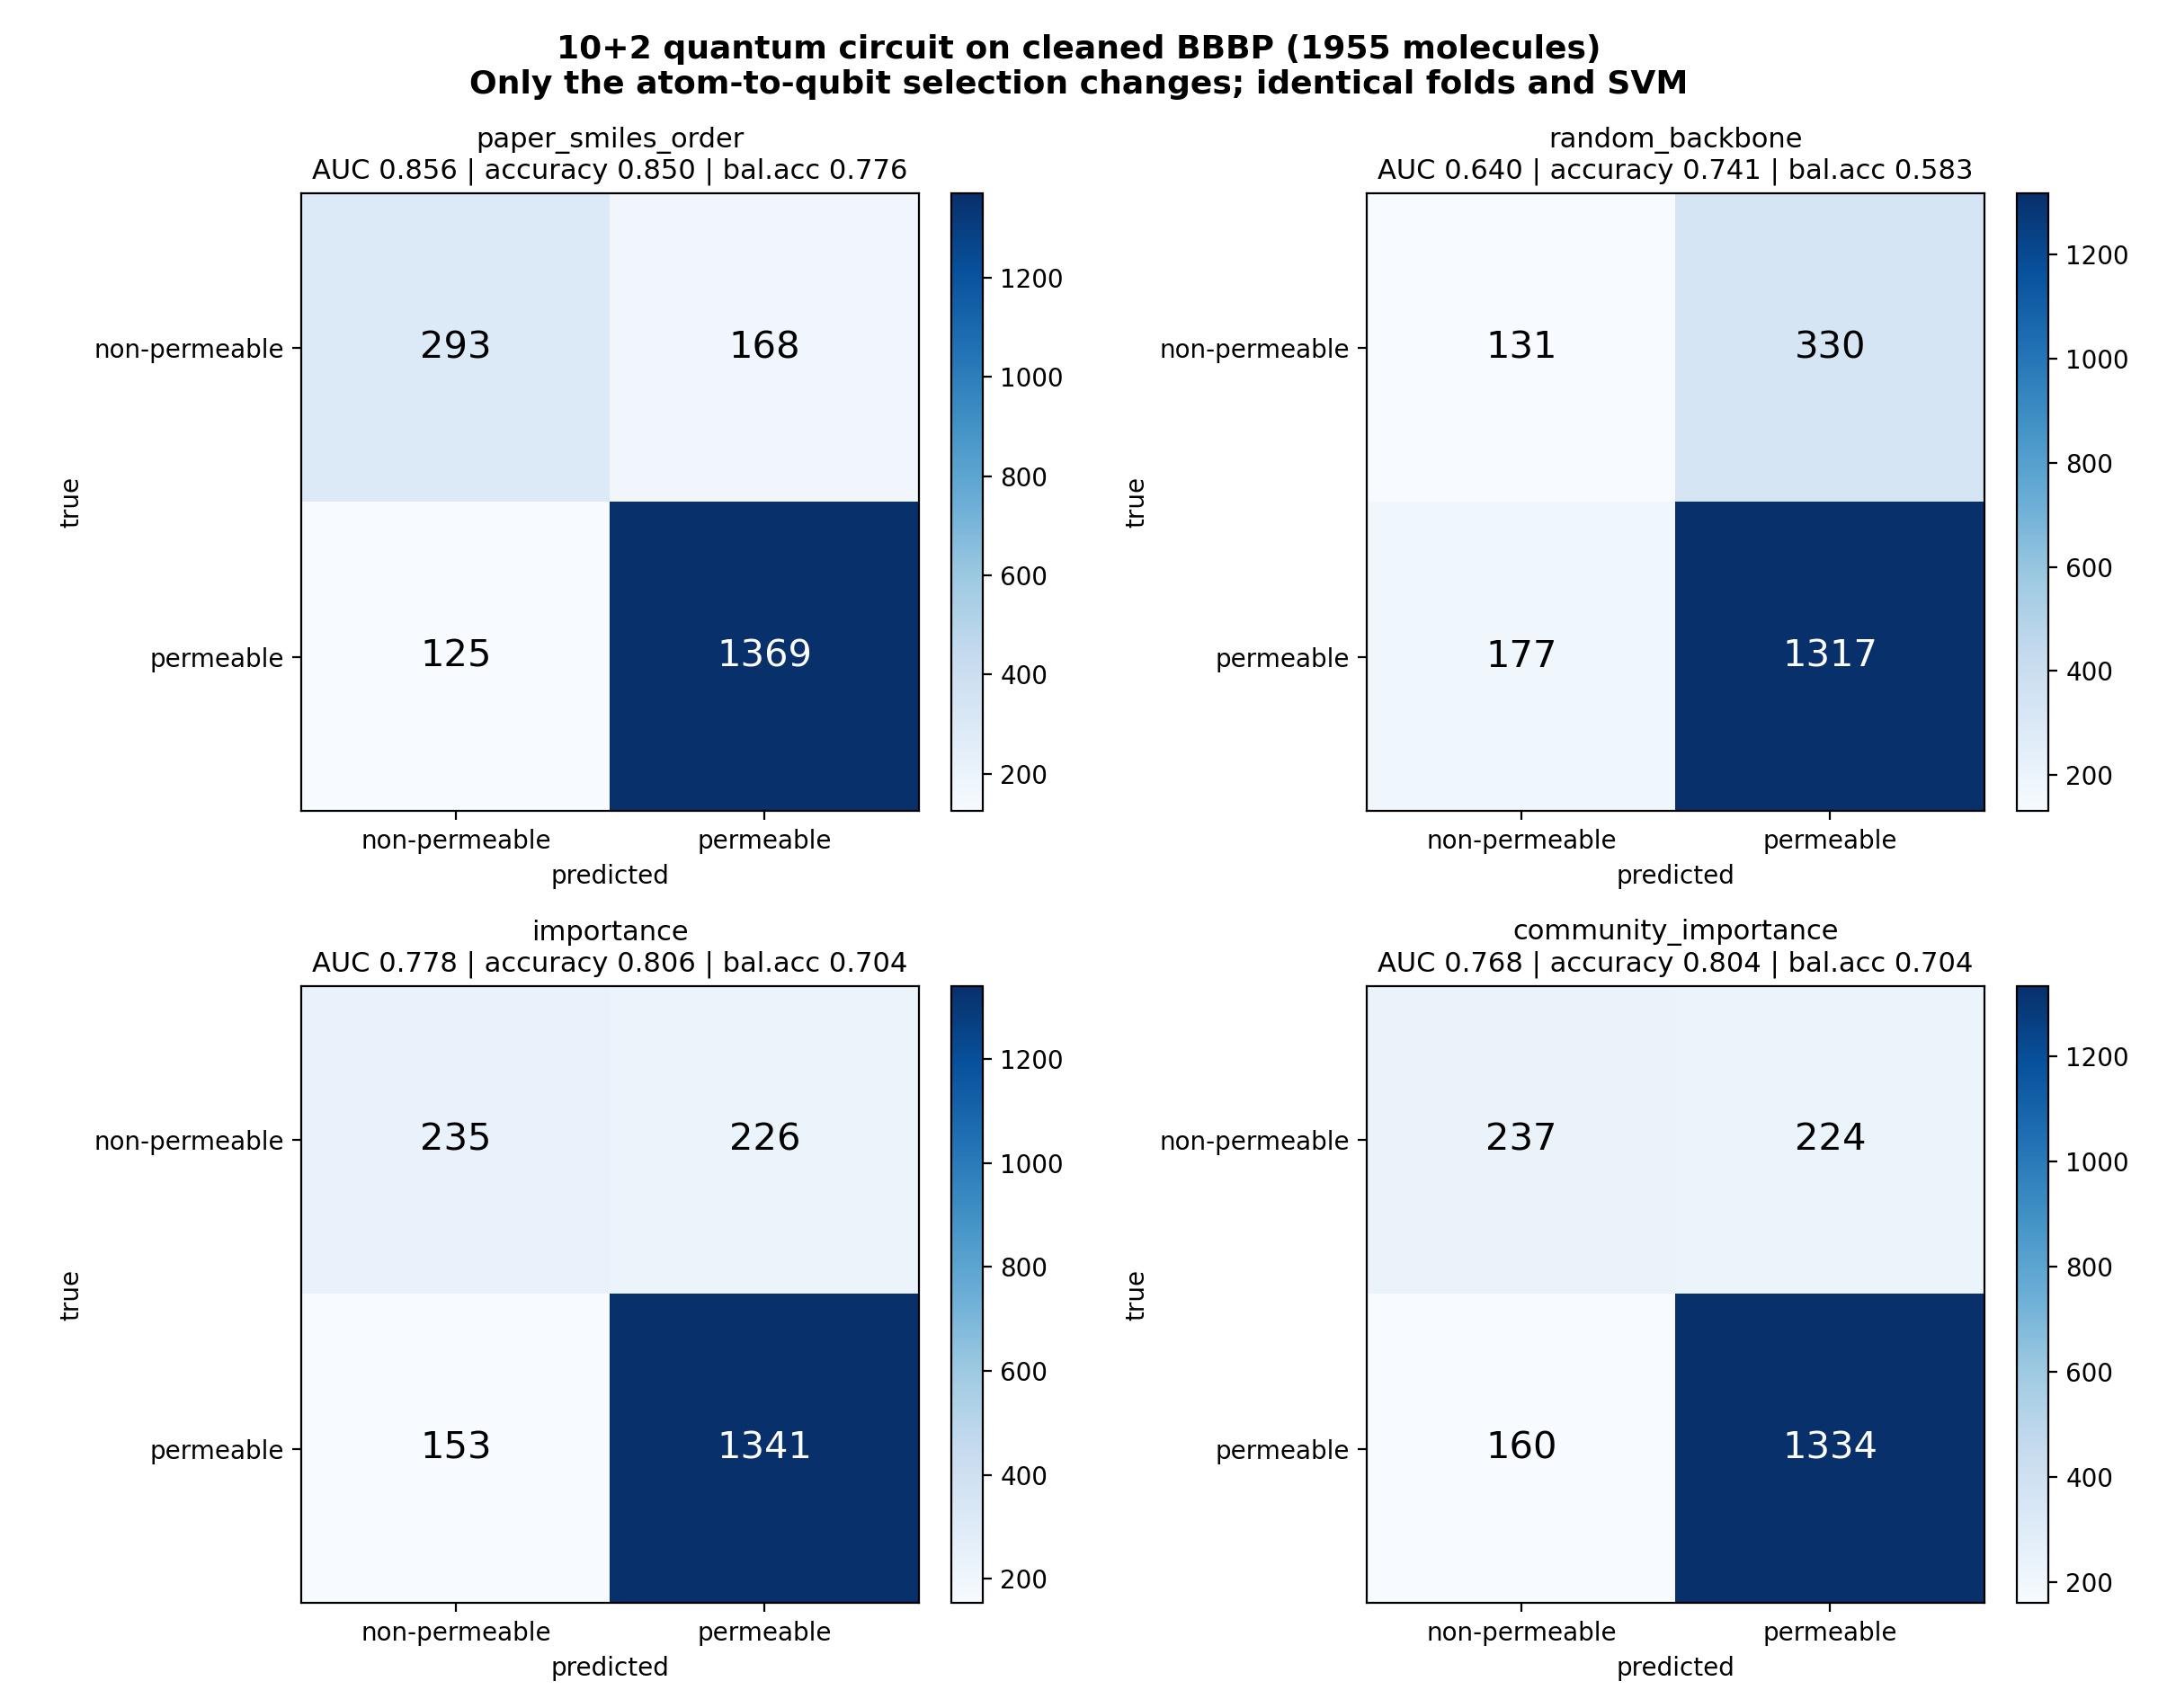 10+2 quantum circuit on cleaned BBBP (1955 molecules)
Only the atom-to-qubit selection changes; identical folds and SVM
paper_smiles_order
AUC 0.856 | accuracy 0.850 | bal.acc 0.776
non-permeable
permeable
true
293
168
125
1369
non-permeable
permeable
predicted
1200
1000
800
600
400
200
random_backbone
AUC 0.640 | accuracy 0.741 | bal.acc 0.583
non-permeable
permeable
true
131
330
177
1317
non-permeable
permeable
predicted
1200
1000
800
600
400
200
importance
AUC 0.778 | accuracy 0.806 | bal.acc 0.704
non-permeable
permeable
true
235
226
153
1341
non-permeable
permeable
predicted
1200
1000
800
600
400
200
community_importance
AUC 0.768 | accuracy 0.804 | bal.acc 0.704
non-permeable
permeable
true
237
224
160
1334
non-permeable
permeable
predicted
1200
1000
800
600
400
200